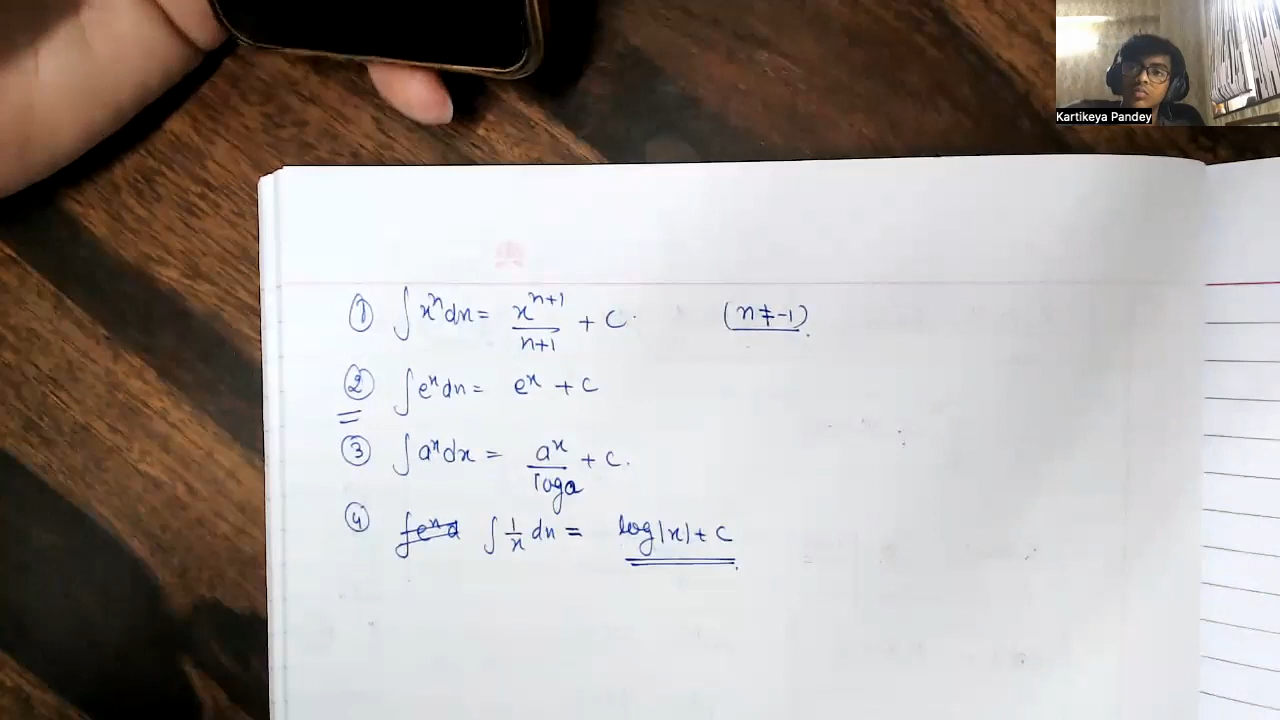 Kartikeya Pandey
① ∫xⁿdx = xⁿ⁺¹/n+1 + C. (n ≠ -1)
② ∫eˣdx = eˣ + C
③ ∫aˣdx = aˣ/loga + C.
④ ∫1/x dx = log|x| + C